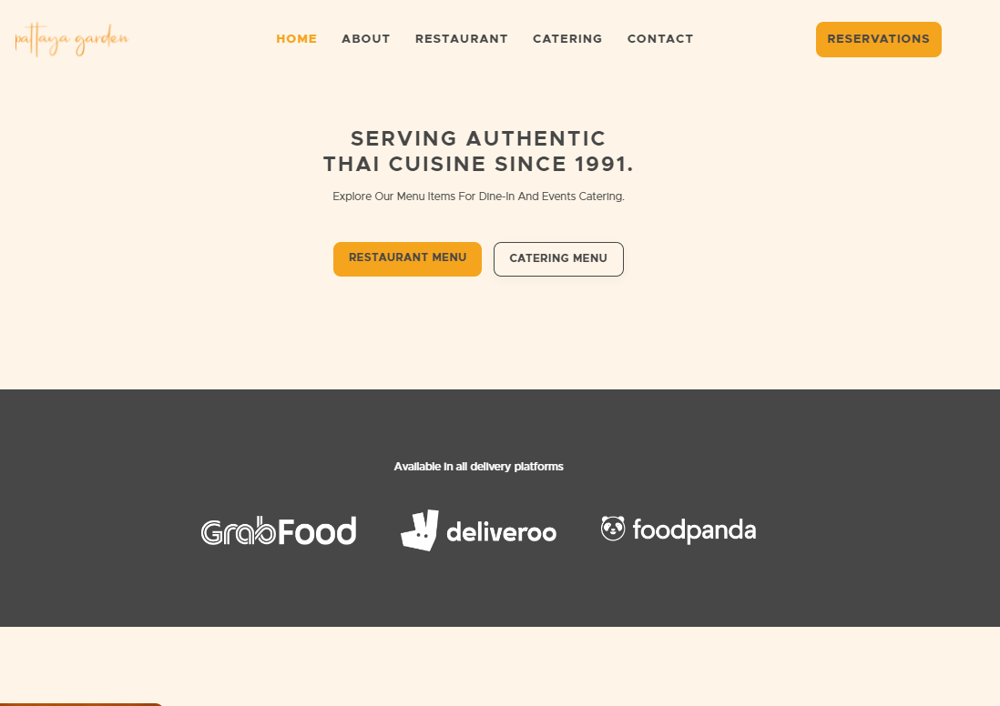 pattaya garden
HOME
ABOUT
RESTAURANT
CATERING
CONTACT
RESERVATIONS
SERVING AUTHENTIC
THAI CUISINE SINCE 1991.
Explore Our Menu Items For Dine-In And Events Catering.
RESTAURANT MENU
CATERING MENU
Available in all delivery platforms
GrabFood
deliveroo
foodpanda